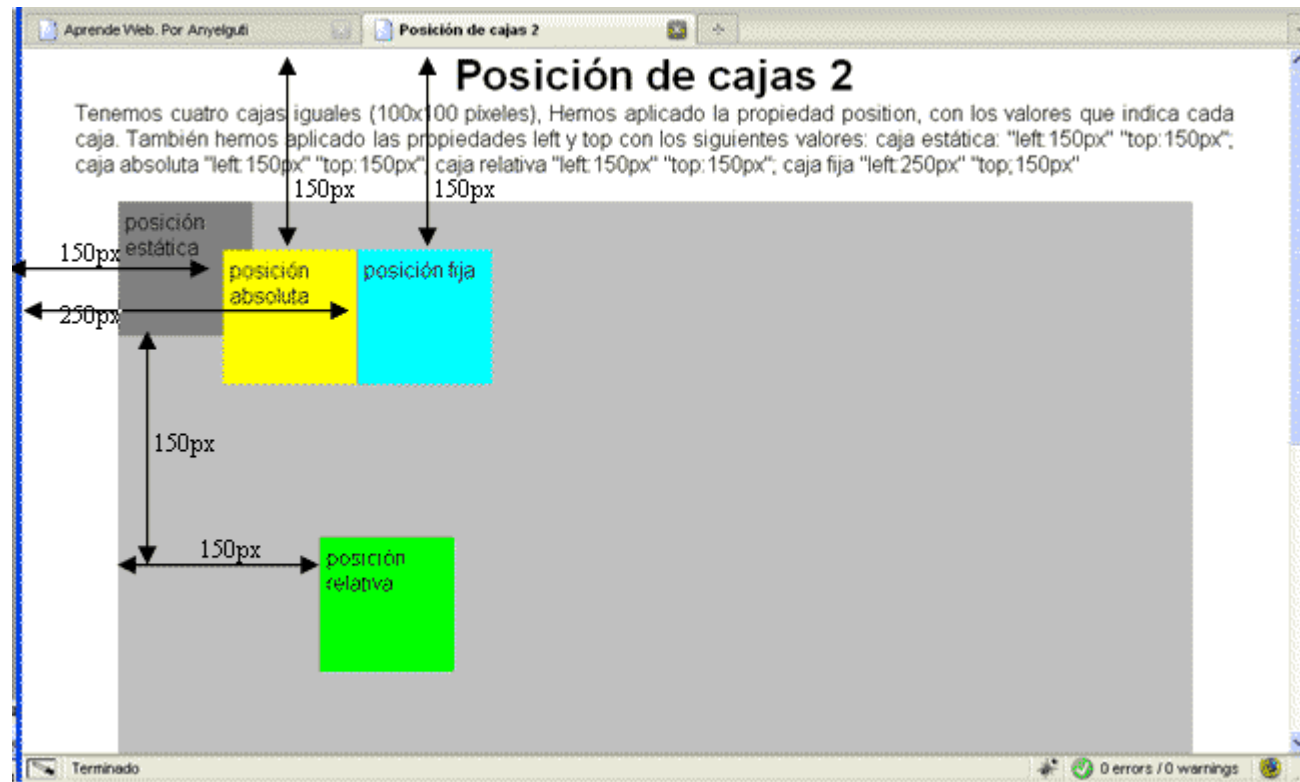 Aprende Web. Por Anyelguti
Posición de cajas 2
Posición de cajas 2
Tenemos cuatro cajas iguales (100x100 píxeles), Hemos aplicado la propiedad position, con los valores que indica cada
caja. También hemos aplicado las propiedades left y top con los siguientes valores: caja estática: "left:150px" "top:150px";
caja absoluta "left:150px" "top:150px"; caja relativa "left:150px" "top:150px"; caja fija "left:250px" "top;150px"
150px
150px
posición
estática
150px
posición
absoluta
posición fija
250px
150px
150px
posición
relativa
Terminado
0 errors / 0 warnings